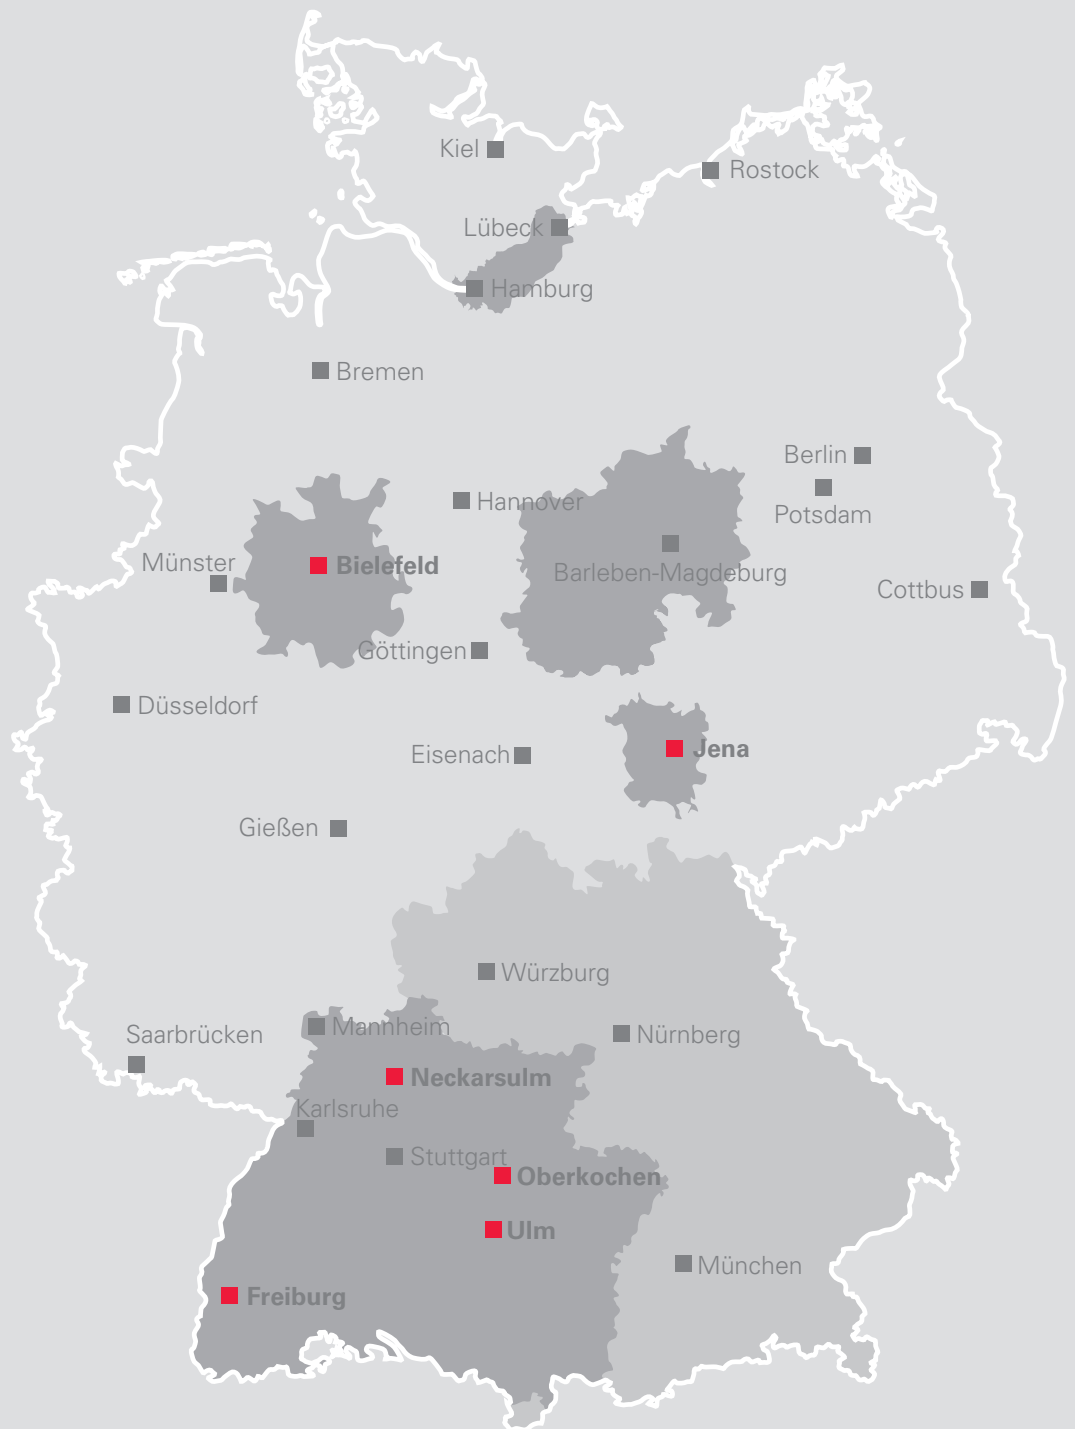 Kiel
Rostock
Lübeck
Hamburg
Bremen
Berlin
Hannover
Potsdam
Münster
Bielefeld
Barleben-Magdeburg
Cottbus
Göttingen
Düsseldorf
Jena
Eisenach
Gießen
Würzburg
Mannheim
Saarbrücken
Nürnberg
Neckarsulm
Karlsruhe
Stuttgart
Oberkochen
Ulm
München
Freiburg